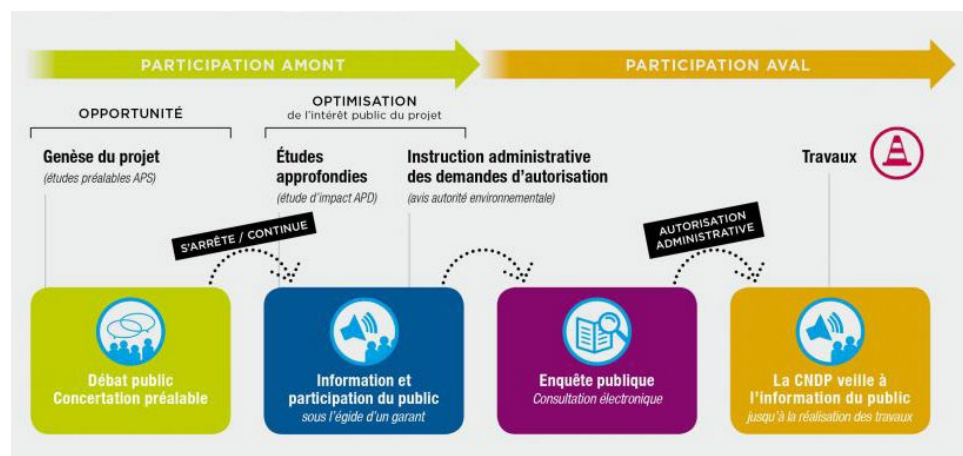 PARTICIPATION AMONT
PARTICIPATION AVAL
OPPORTUNITÉ
OPTIMISATION
de l'intérêt public du projet
Genèse du projet
(études préalables APS)
Études
approfondies
(étude d'impact APD)
Instruction administrative
des demandes d'autorisation
(avis autorité environnementale)
Travaux
S'ARRÊTE / CONTINUE
AUTORISATION
ADMINISTRATIVE
Débat public
Concertation préalable
Information et
participation du public
sous l'égide d'un garant
Enquête publique
Consultation électronique
La CNDP veille à
l'information du public
jusqu'à la réalisation des travaux